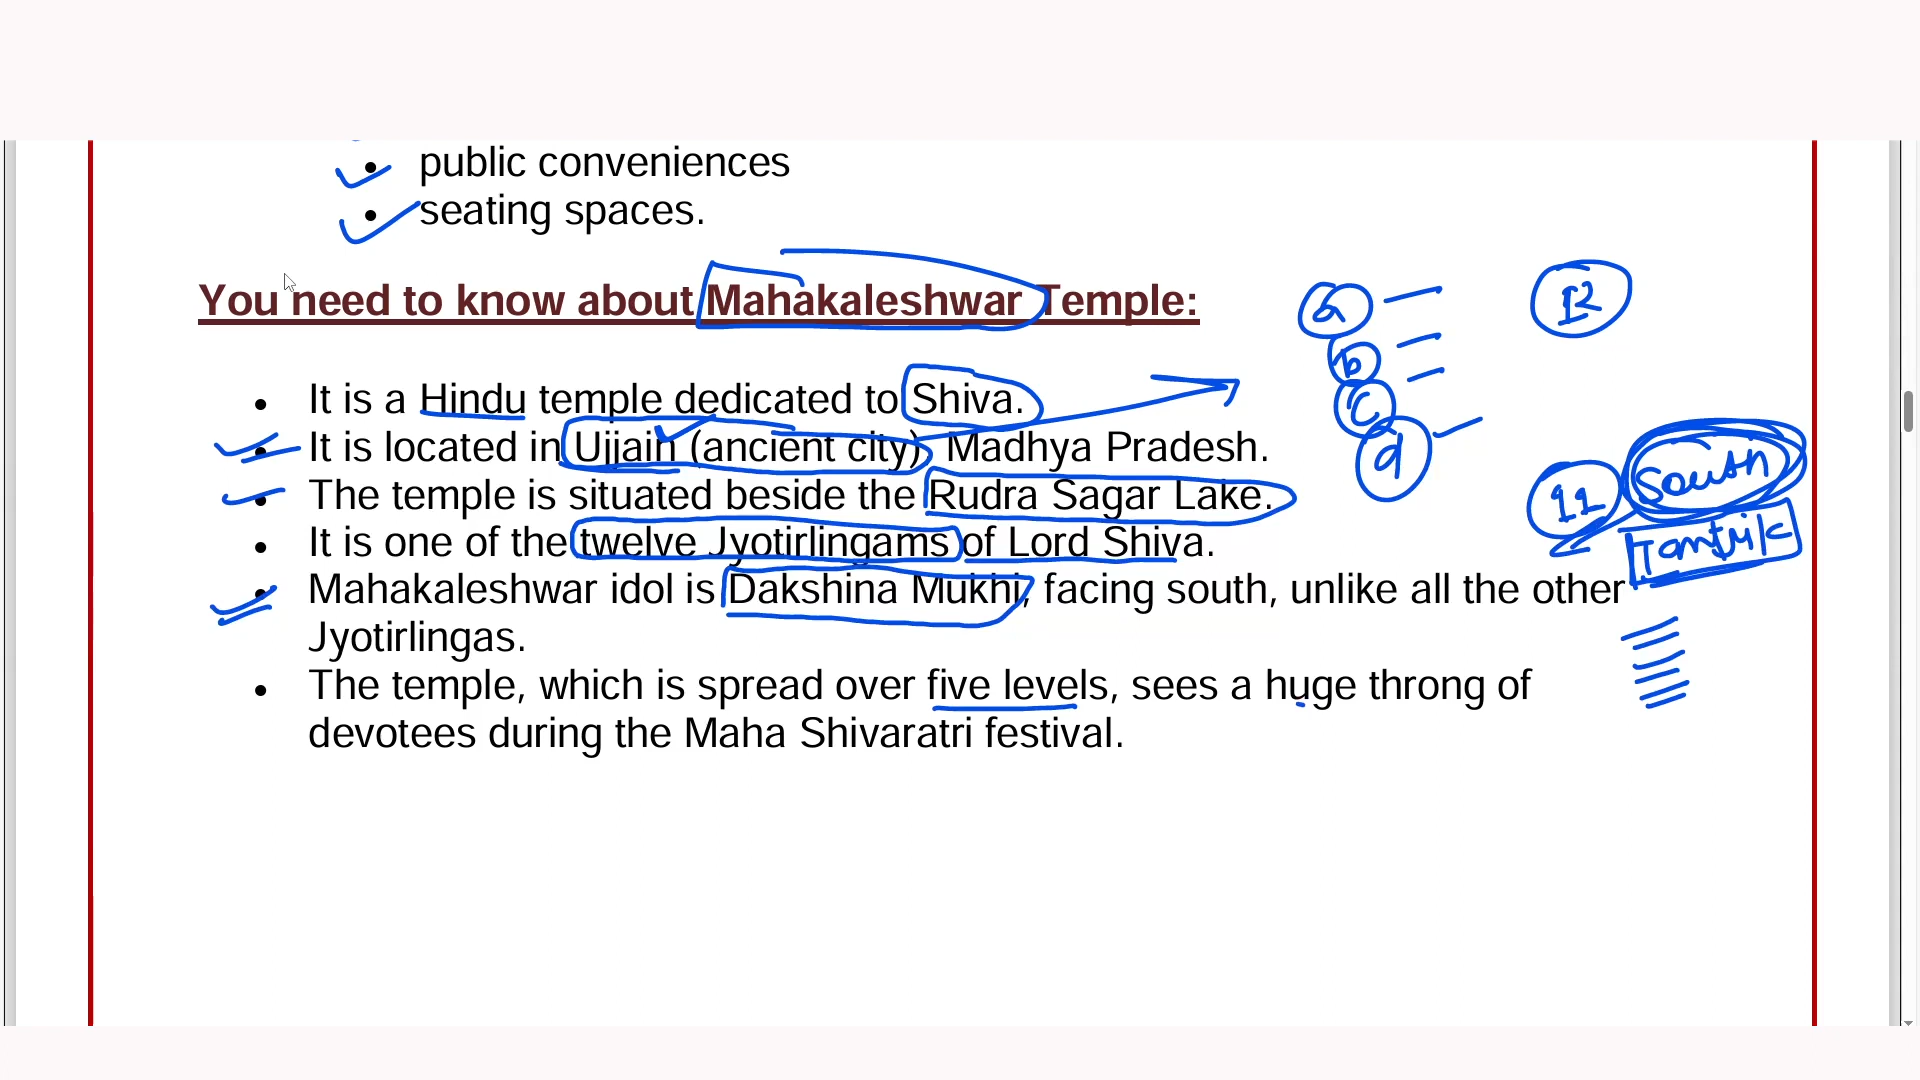 public conveniences
seating spaces.
You need to know about Mahakaleshwar Temple:
It is a Hindu temple dedicated to Shiva.
It is located in Ujjain (ancient city), Madhya Pradesh.
The temple is situated beside the Rudra Sagar Lake.
It is one of the twelve Jyotirlingams of Lord Shiva.
Mahakaleshwar idol is Dakshina Mukhi, facing south, unlike all the other
Jyotirlingas.
The temple, which is spread over five levels, sees a huge throng of
devotees during the Maha Shivaratri festival.
a
b
c
d
12
11
South
Tantrik